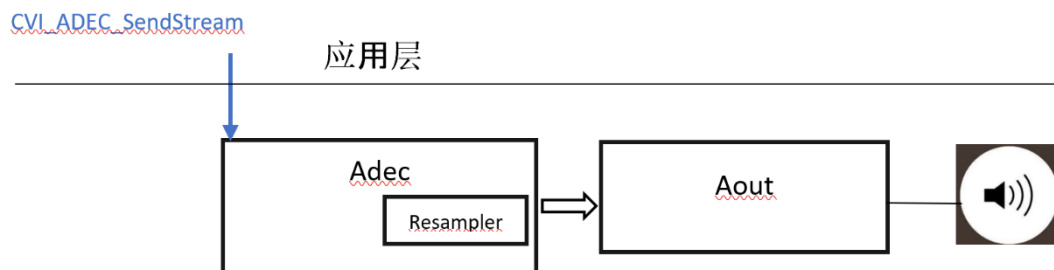 CVI_ADEC_SendStream
应用层
Adec
Aout
Resampler